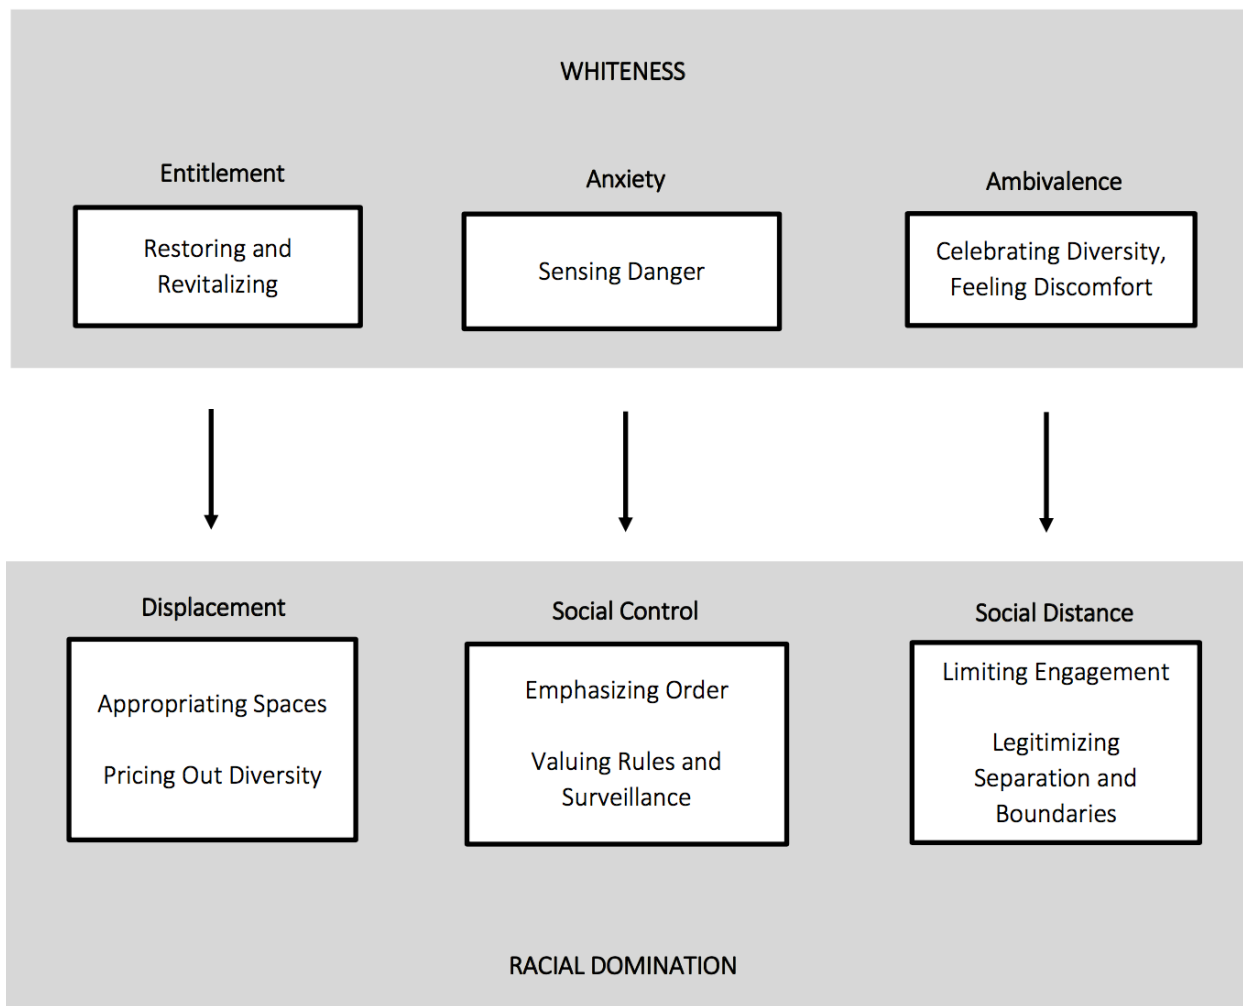 WHITENESS
Entitlement
Restoring and
Revitalizing
Anxiety
Sensing Danger
Ambivalence
Celebrating Diversity,
Feeling Discomfort
Displacement
Appropriating Spaces
Pricing Out Diversity
Social Control
Emphasizing Order
Valuing Rules and
Surveillance
Social Distance
Limiting Engagement
Legitimizing
Separation and
Boundaries
RACIAL DOMINATION